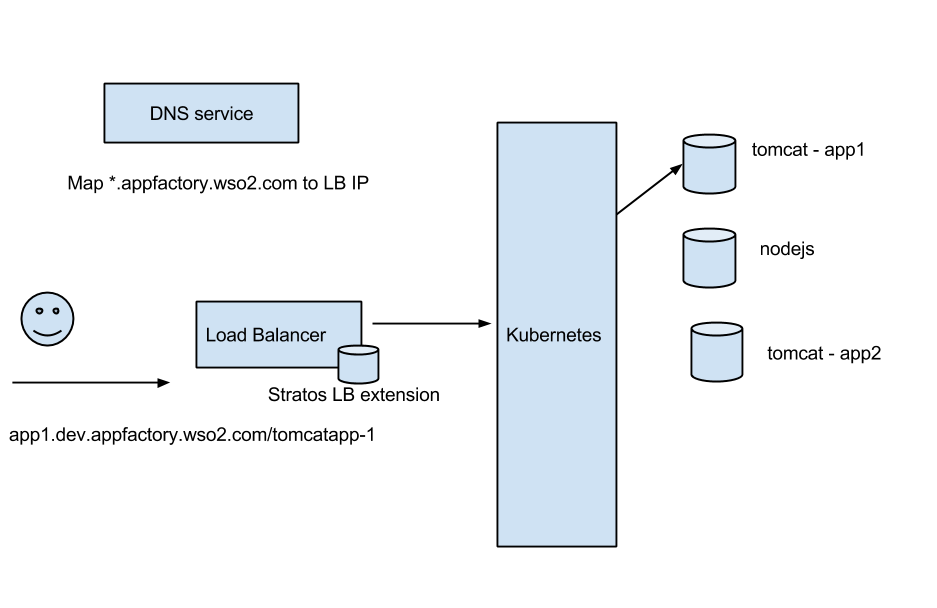 DNS service
Map *.appfactory.wso2.com to LB IP
tomcat - app1
nodejs
Load Balancer
Kubernetes
tomcat - app2
Stratos LB extension
app1.dev.appfactory.wso2.com/tomcatapp-1